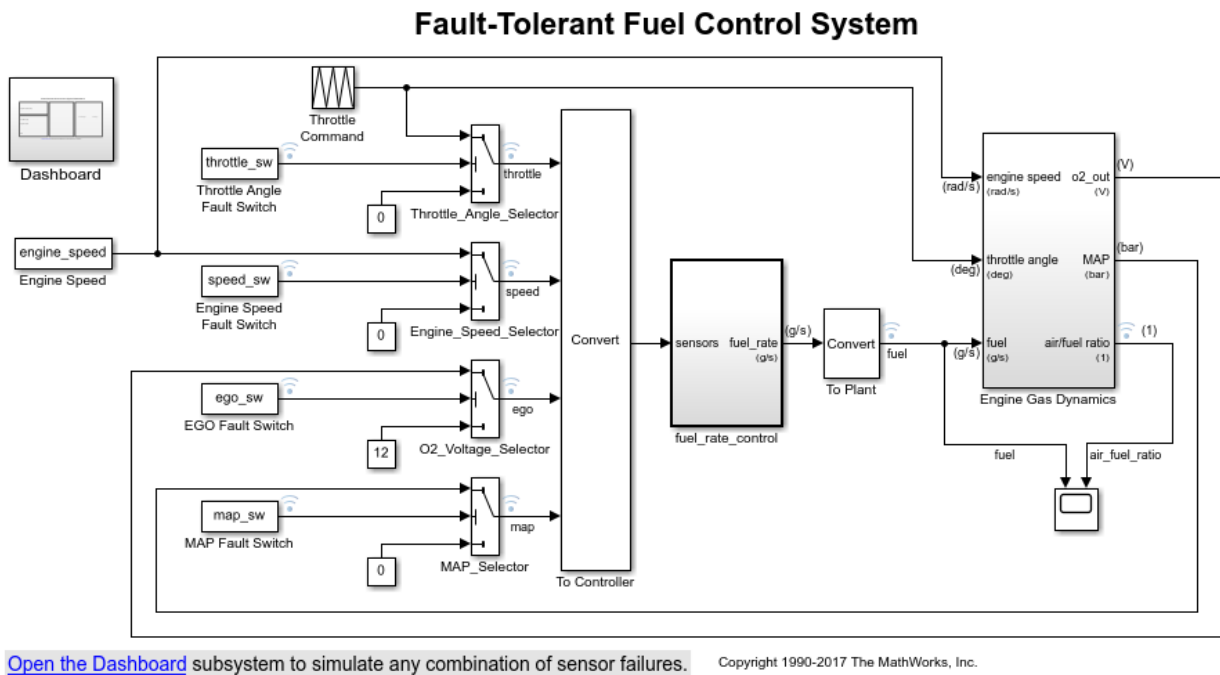 Fault-Tolerant Fuel Control System
Dashboard
Throttle
Command
throttle_sw
Throttle Angle
Fault Switch
0
Throttle_Angle_Selector
throttle
engine_speed
Engine Speed
speed_sw
Engine Speed
Fault Switch
0
Engine_Speed_Selector
speed
ego_sw
EGO Fault Switch
12
O2_Voltage_Selector
ego
map_sw
MAP Fault Switch
0
MAP_Selector
map
Convert
To Controller
sensors
fuel_rate
(g/s)
fuel_rate_control
(g/s)
Convert
To Plant
fuel
(rad/s)
engine speed
(rad/s)
o2_out
(V)
(V)
(deg)
throttle angle
(deg)
MAP
(bar)
(bar)
(g/s)
fuel
(g/s)
air/fuel ratio
(1)
(1)
Engine Gas Dynamics
fuel
air_fuel_ratio
Open the Dashboard subsystem to simulate any combination of sensor failures.
Copyright 1990-2017 The MathWorks, Inc.